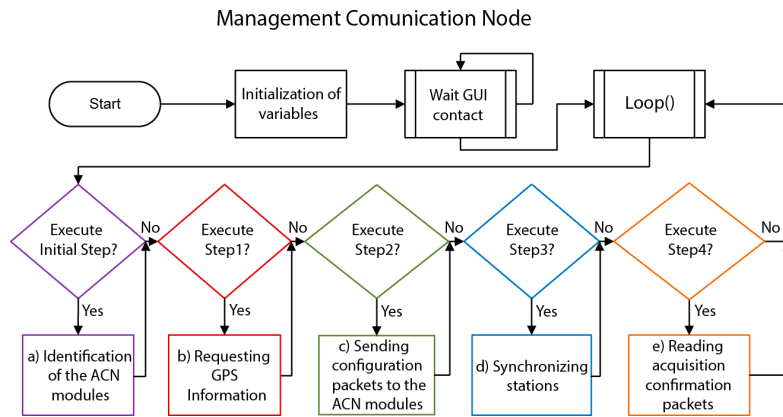 Management Comunication Node
Start
Initialization of
variables
Wait GUI
contact
Loop()
Execute
Initial Step?
No
Execute
Step1?
No
Execute
Step2?
No
Execute
Step3?
No
Execute
Step4?
No
Yes
Yes
Yes
Yes
Yes
a) Identification
of the ACN
modules
b) Requesting
GPS
Information
c) Sending
configuration
packets to the
ACN modules
d) Synchronizing
stations
e) Reading
acquisition
confirmation
packets